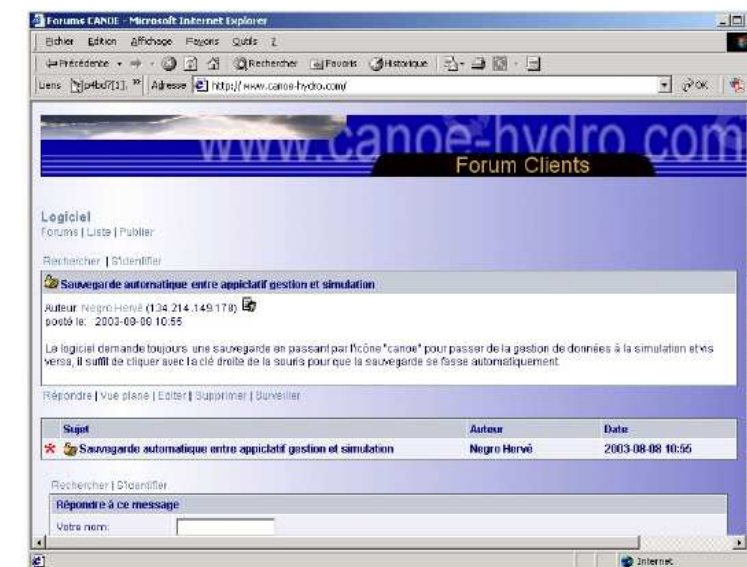 Forums CANOE - Microsoft Internet Explorer
Fichier Edition Affichage Favoris Outils ?
Précédente Rechercher Favoris Historique
Liens Adresse http://www.canoe-hydro.com/ OK
www.canoe-hydro.com
Forum Clients
Logiciel
Forums | Liste | Publier
Rechercher | S'identifier
Sauvegarde automatique entre appiclatif gestion et simulation
Auteur: Negro Hervé (134.214.149.178)
posté le: 2003-08-08 10:55
Le logiciel demande toujours une sauvegarde en passant par l'icône "canoe" pour passer de la gestion de données à la simulation et vis
versa, il suffit de cliquer avec la clé droite de la souris pour que la sauvegarde se fasse automatiquement.
Répondre | Vue plane | Editer | Supprimer | Surveiller
Sujet Auteur Date
Sauvegarde automatique entre appiclatif gestion et simulation Negro Hervé 2003-08-08 10:55
Rechercher | S'identifier
Répondre à ce message
Votre nom:
Internet